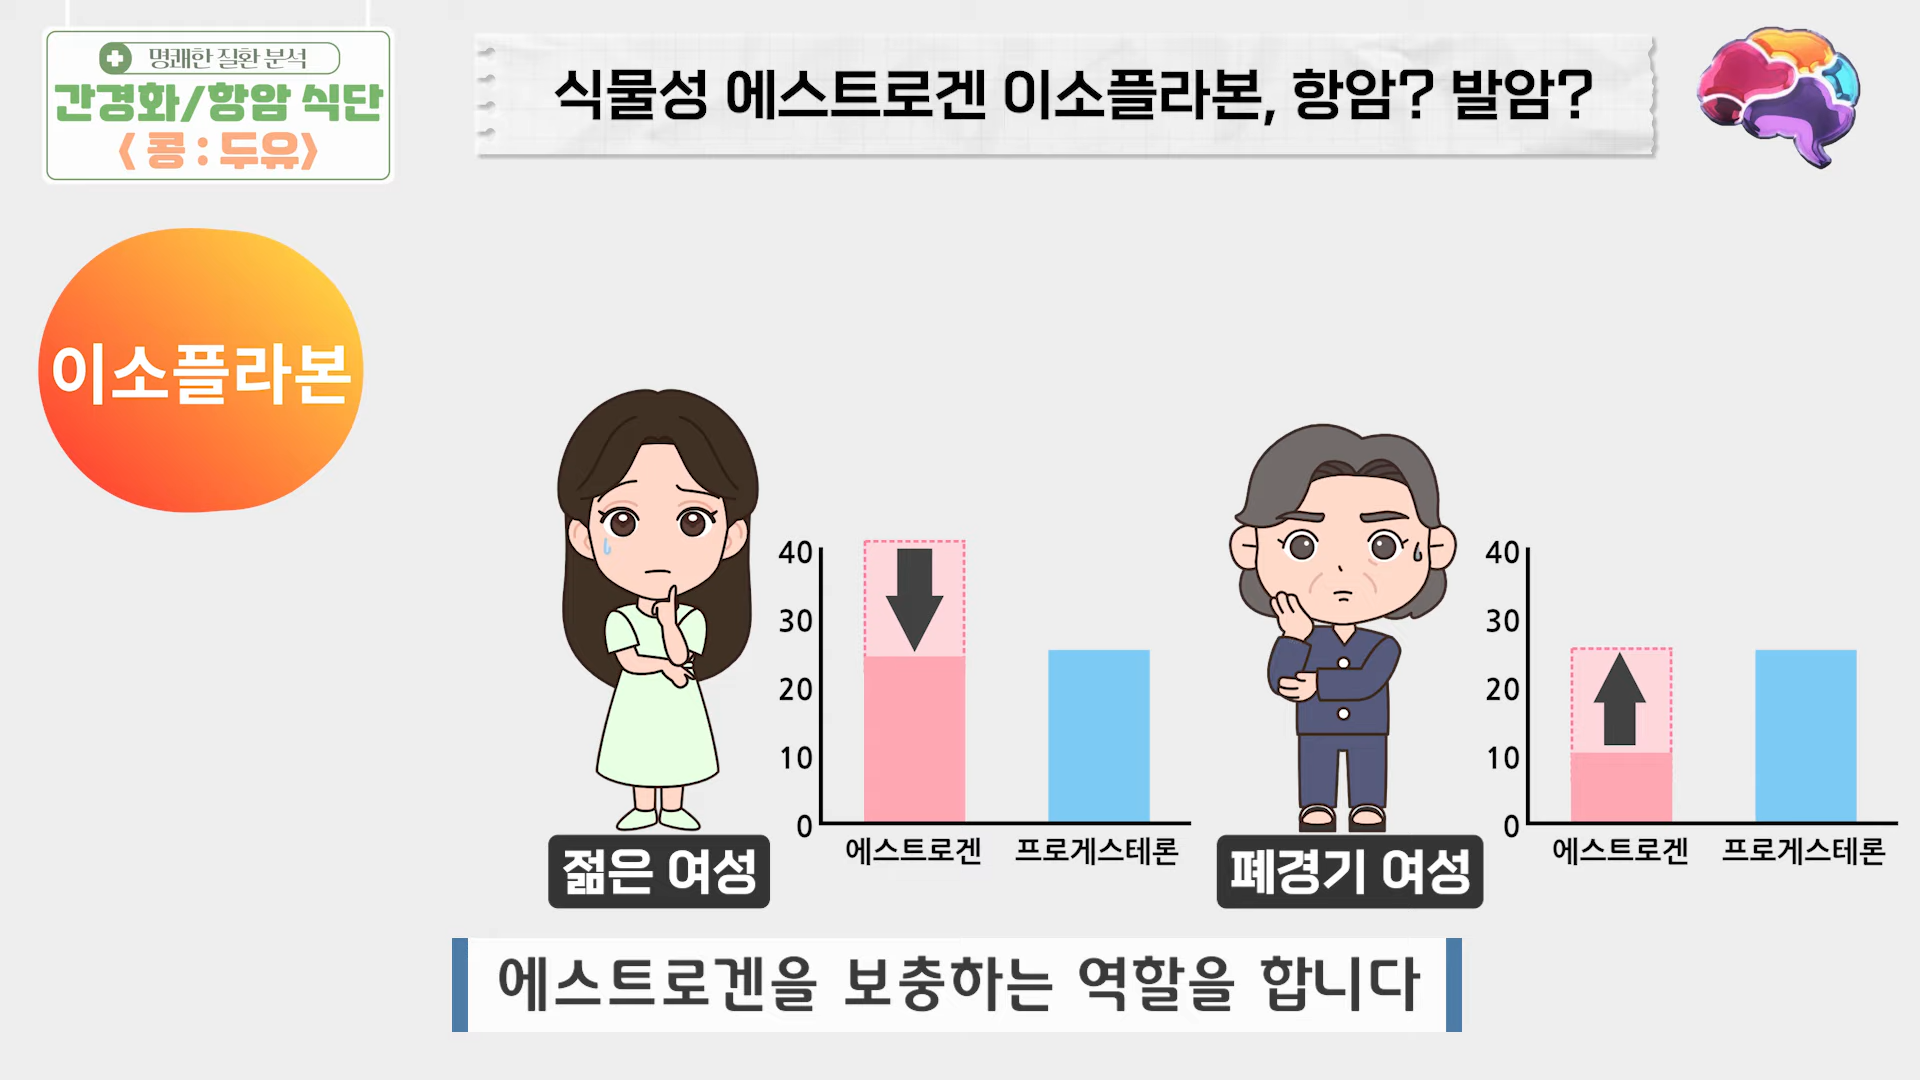 명쾌한 질환 분석
간경화/항암 식단
< 콩 : 두유>
식물성 에스트로겐 이소플라본, 항암? 발암?
이소플라본
40
30
20
10
0
에스트로겐 프로게스테론
젊은 여성
40
30
20
10
0
에스트로겐 프로게스테론
폐경기 여성
에스트로겐을 보충하는 역할을 합니다